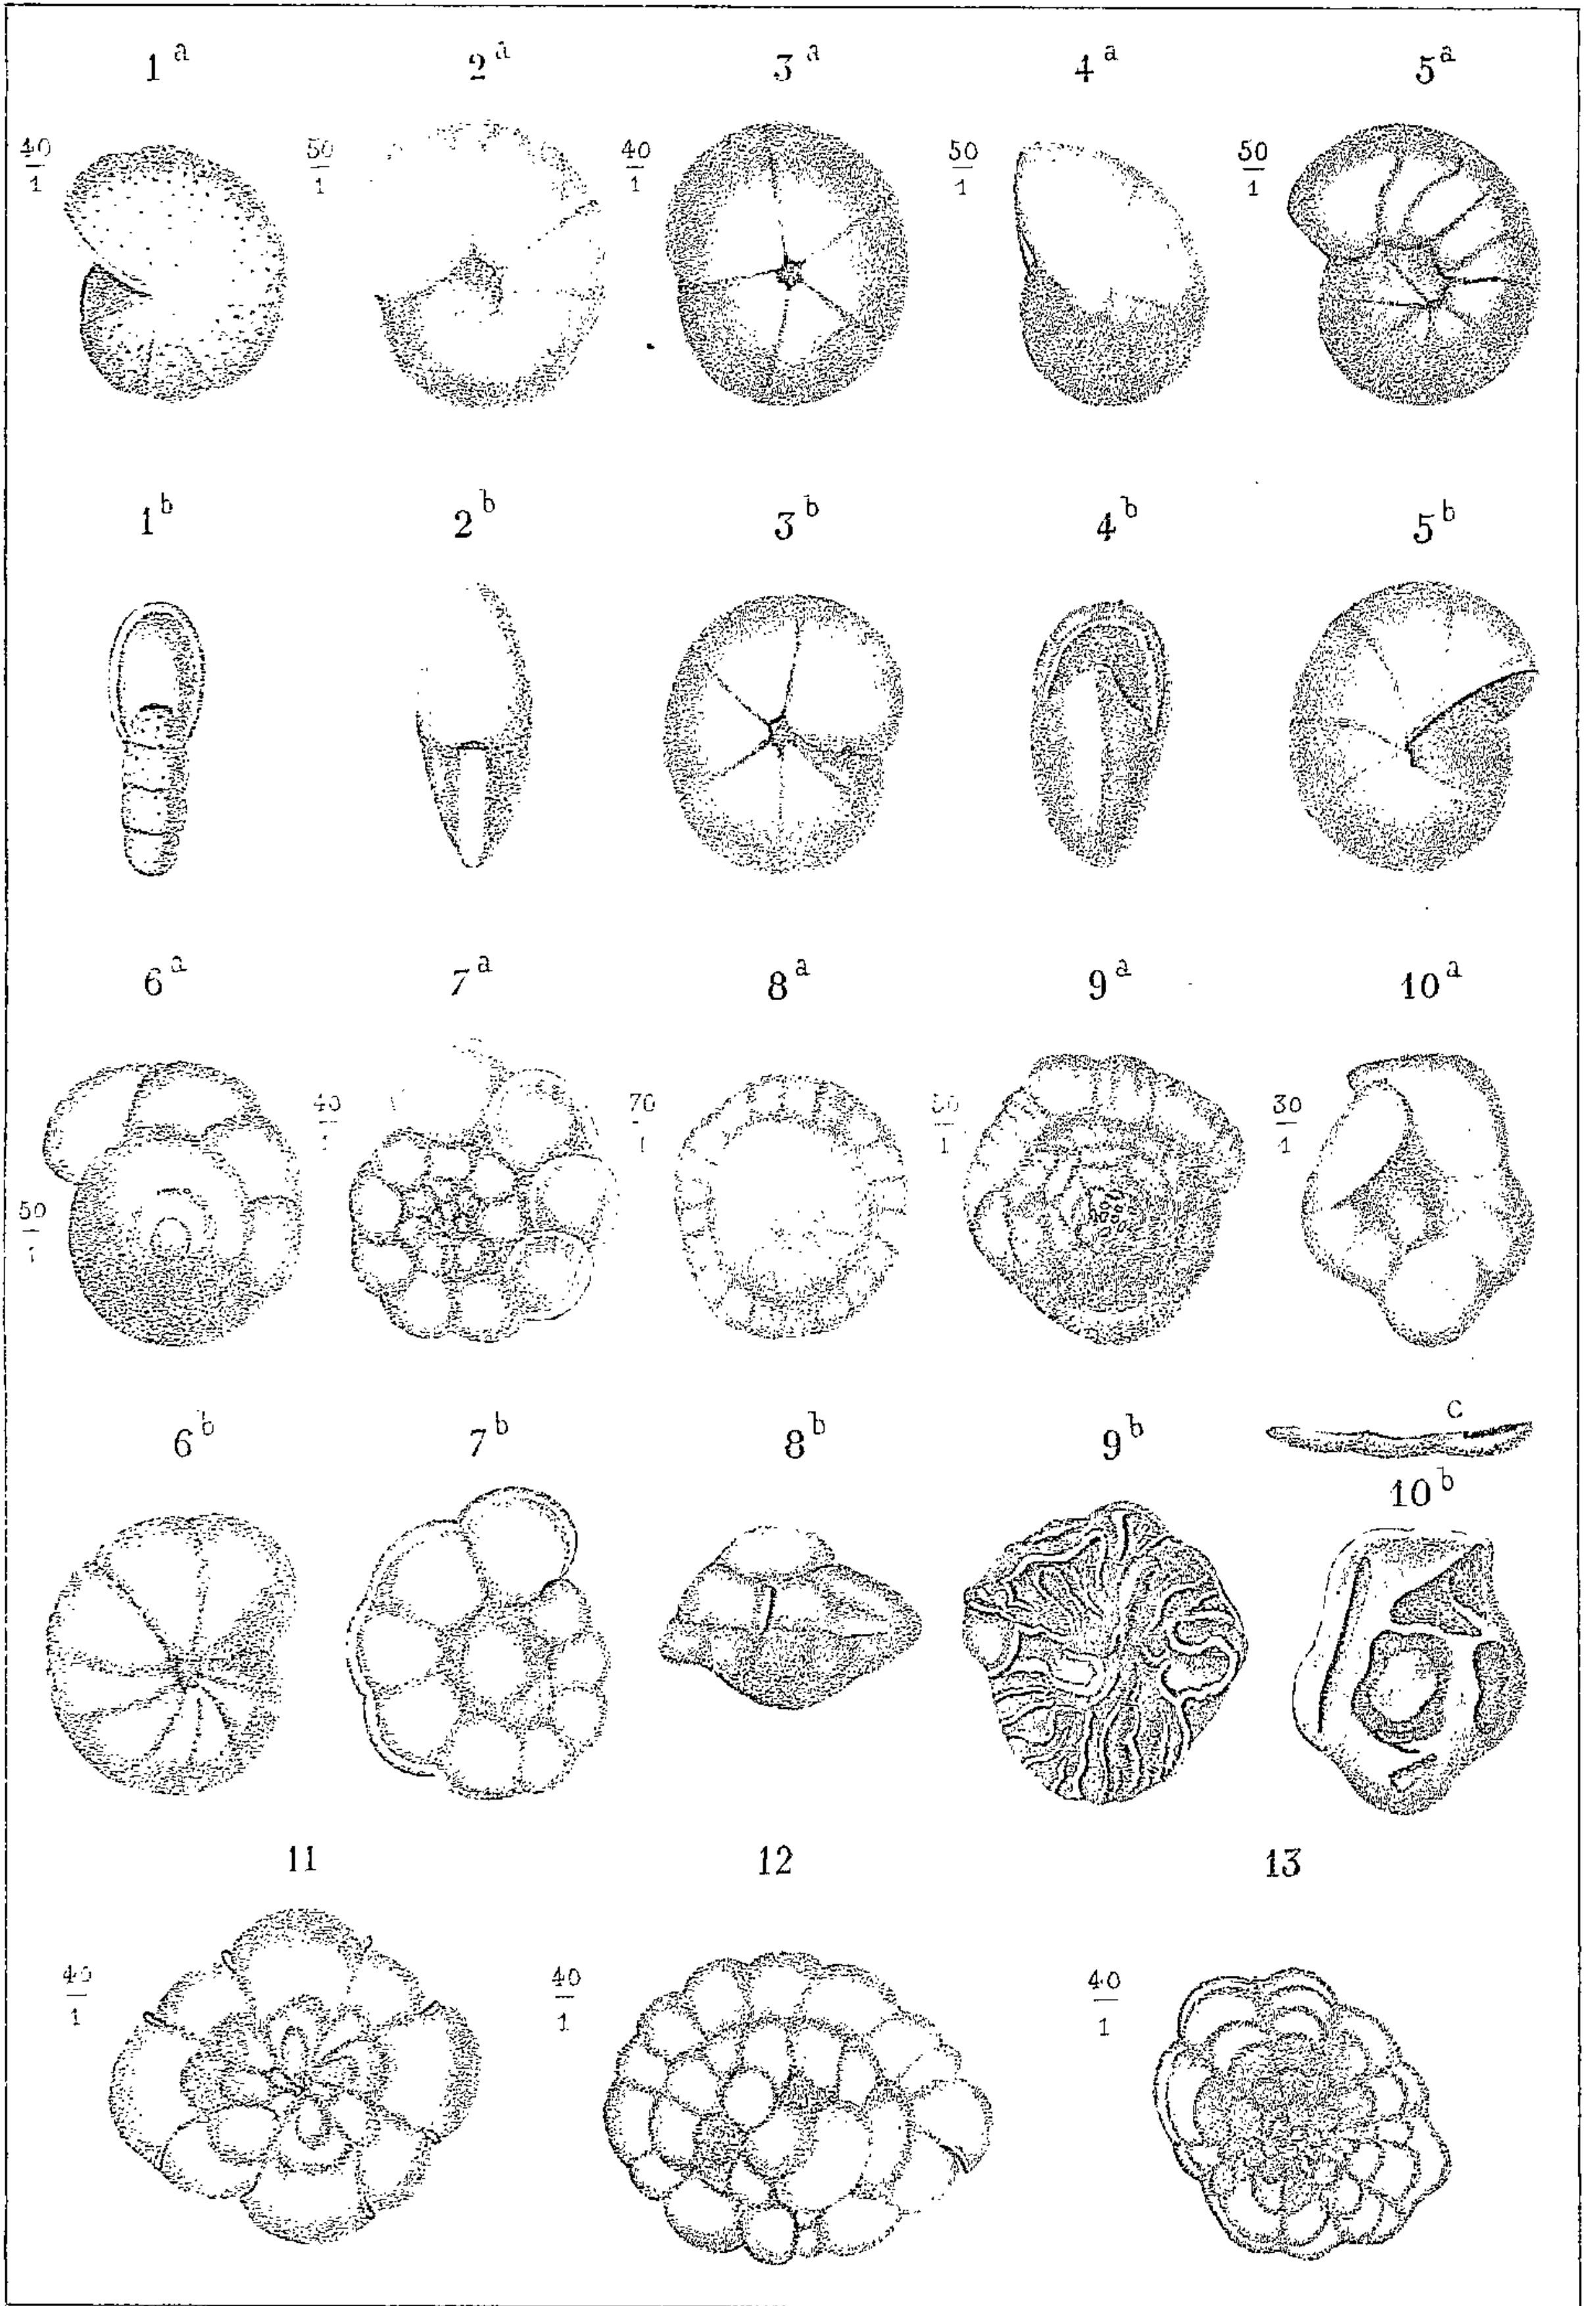 1a 2a 3a 4a 5a
40/1 50/1 40/1 50/1 50/1
1b 2b 3b 4b 5b
6a 7a 8a 9a 10a
50/1 40/1 70/1 50/1 30/1
c
6b 7b 8b 9b 10b
11 12 13
40/1 40/1 40/1